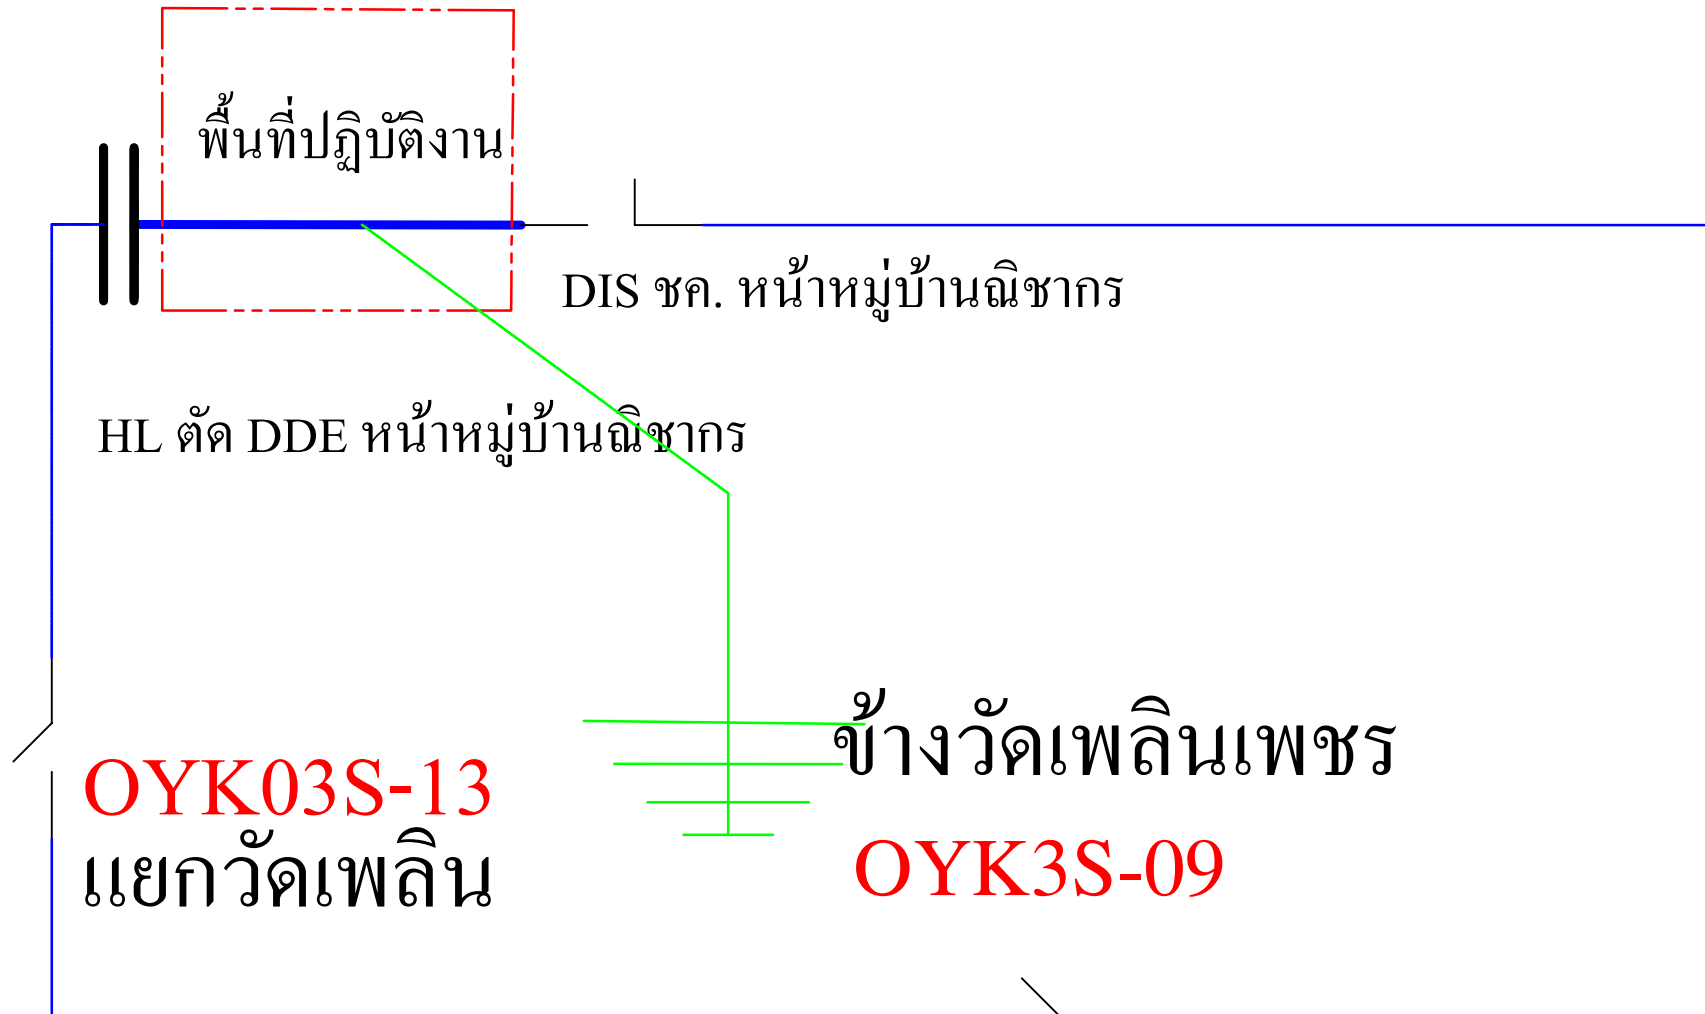 พื้นที่ปฏิบัติงาน
DIS ชค. หน้าหมู่บ้านณิชากร
HL ตัด DDE หน้าหมู่บ้านณิชากร
ข้างวัดเพลินเพชร
OYK03S-13
แยกวัดเพลิน
OYK3S-09